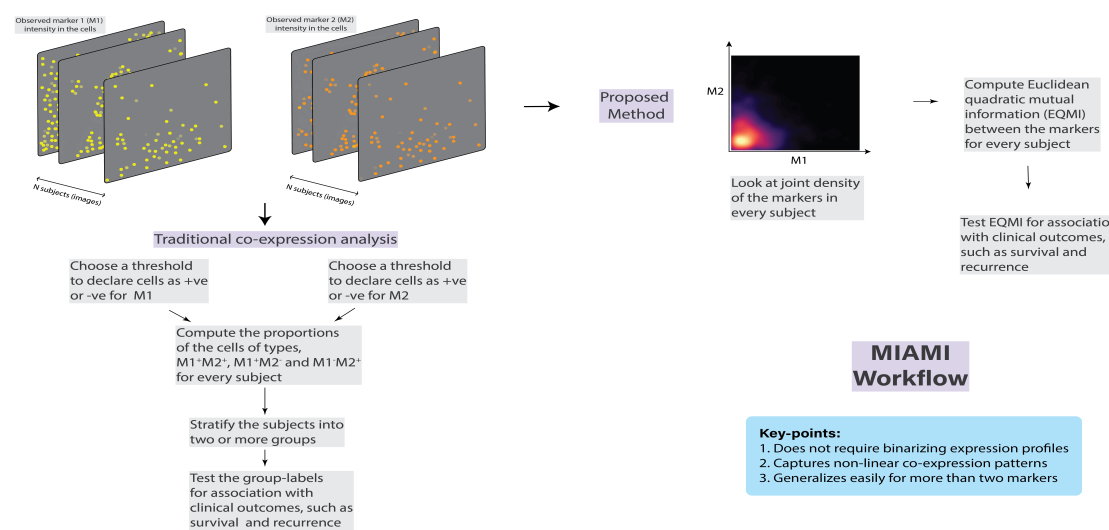 Observed marker 1 (M1)
intensity in the cells
Observed marker 2 (M2)
intensity in the cells
N subjects (images)
N subjects (images)
Proposed
Method
M2
M1
Look at joint density
of the markers in
every subject
Compute Euclidean
quadratic mutual
information (EQMI)
between the markers
for every subject
Test EQMI for associatio
with clinical outcomes,
such as survival and
recurrence
Traditional co-expression analysis
Choose a threshold
to declare cells as +ve
or -ve for M1
Choose a threshold
to declare cells as +ve
or -ve for M2
Compute the proportions
of the cells of types,
M1⁺M2⁺, M1⁺M2⁻ and M1⁻M2⁺
for every subject
Stratify the subjects into
two or more groups
Test the group-labels
for association with
clinical outcomes, such as
survival and recurrence
MIAMI
Workflow
Key-points:
1. Does not require binarizing expression profiles
2. Captures non-linear co-expression patterns
3. Generalizes easily for more than two markers